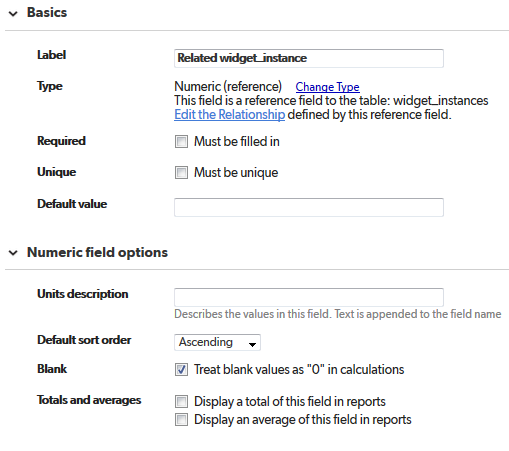 Basics
Label Related widget_instance
Type Numeric (reference) Change Type
This field is a reference field to the table: widget_instances
Edit the Relationship defined by this reference field.
Required Must be filled in
Unique Must be unique
Default value
Numeric field options
Units description
Describes the values in this field. Text is appended to the field name
Default sort order Ascending
Blank Treat blank values as "0" in calculations
Totals and averages Display a total of this field in reports
Display an average of this field in reports